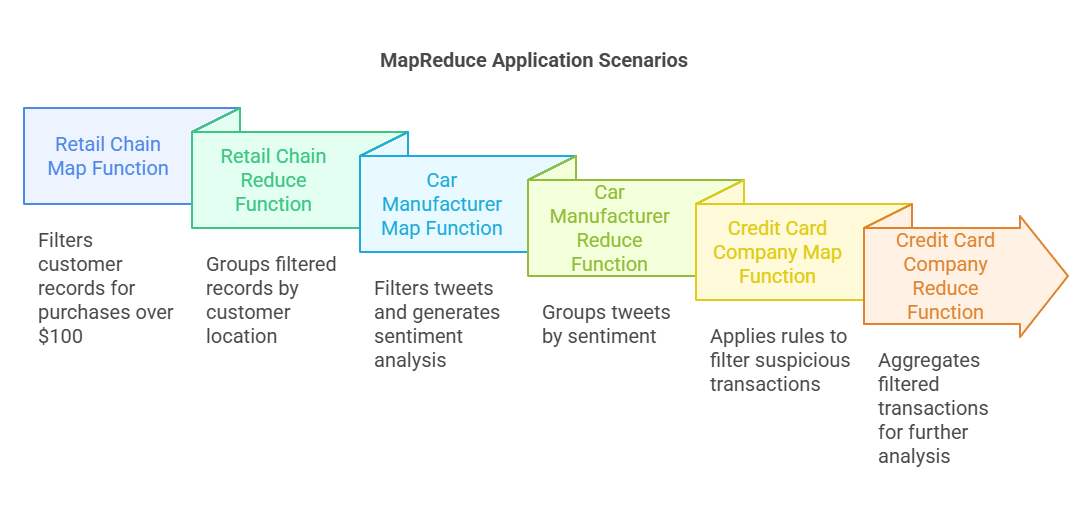 MapReduce Application Scenarios
Retail Chain
Map Function
Filters
customer
records for
purchases over
$100
Retail Chain
Reduce
Function
Groups filtered
records by
customer
location
Car
Manufacturer
Map Function
Filters tweets
and generates
sentiment
analysis
Car
Manufacturer
Reduce
Function
Groups tweets
by sentiment
Credit Card
Company Map
Function
Applies rules to
filter suspicious
transactions
Credit Card
Company
Reduce
Function
Aggregates
filtered
transactions
for further
analysis